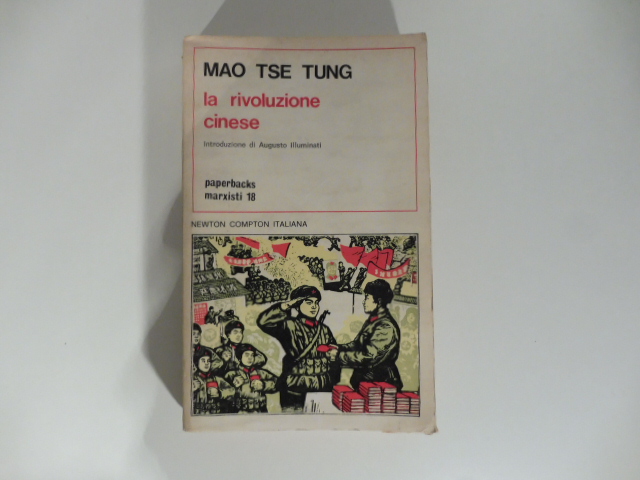 MAO TSE TUNG
la rivoluzione
cinese
Introduzione di Augusto Illuminati
paperbacks
marxisti 18
NEWTON COMPTON ITALIANA